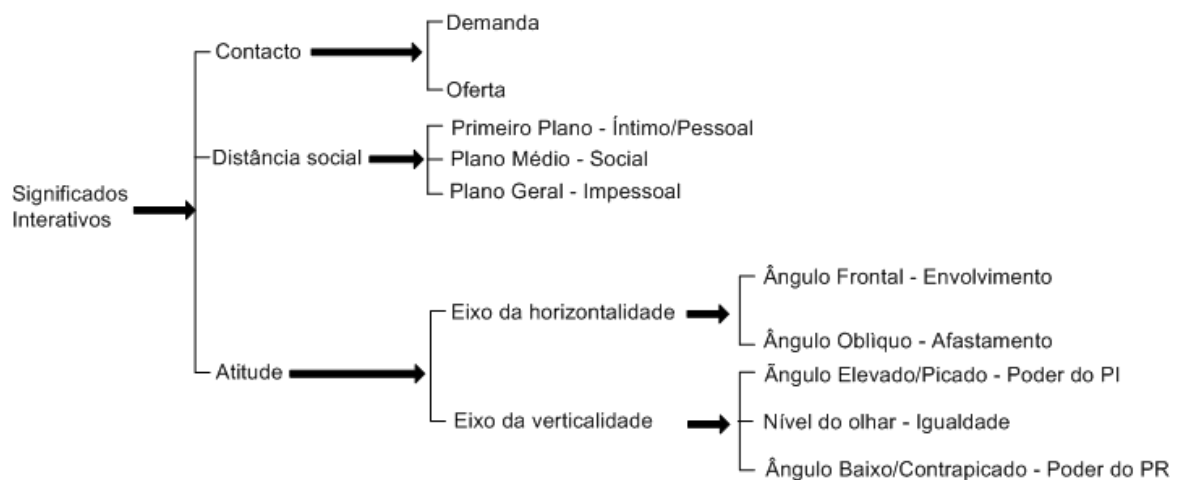 Significados
Interativos
Contacto
Demanda
Oferta
Distância social
Primeiro Plano - Íntimo/Pessoal
Plano Médio - Social
Plano Geral - Impessoal
Atitude
Eixo da horizontalidade
Ângulo Frontal - Envolvimento
Ângulo Oblìquo - Afastamento
Eixo da verticalidade
Ãngulo Elevado/Picado - Poder do PI
Nível do olhar - Igualdade
Ângulo Baixo/Contrapicado - Poder do PR